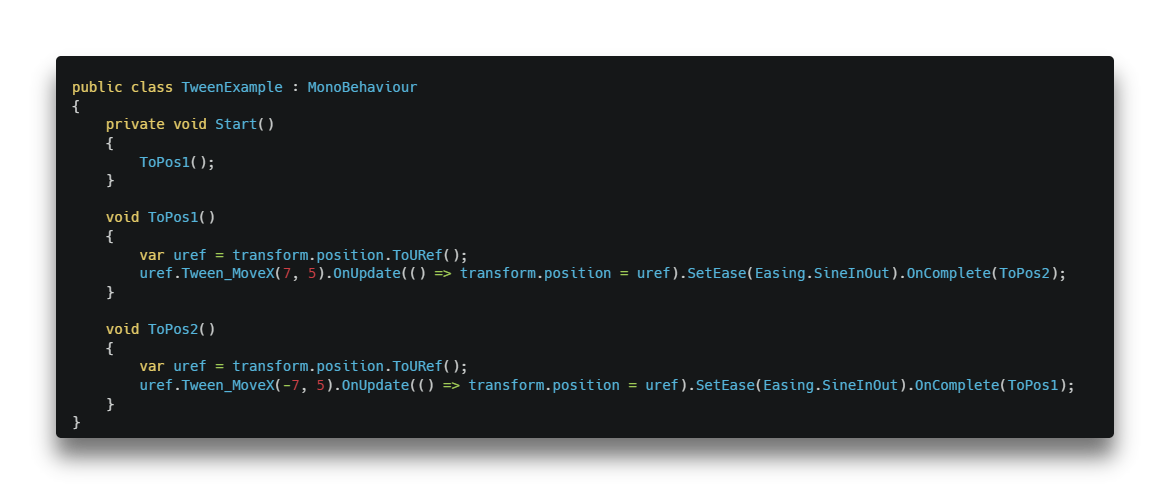 public class TweenExample : MonoBehaviour
{
    private void Start()
    {
        ToPos1();
    }

    void ToPos1()
    {
        var uref = transform.position.ToURef();
        uref.Tween_MoveX(7, 5).OnUpdate(() => transform.position = uref).SetEase(Easing.SineInOut).OnComplete(ToPos2);
    }

    void ToPos2()
    {
        var uref = transform.position.ToURef();
        uref.Tween_MoveX(-7, 5).OnUpdate(() => transform.position = uref).SetEase(Easing.SineInOut).OnComplete(ToPos1);
    }
}